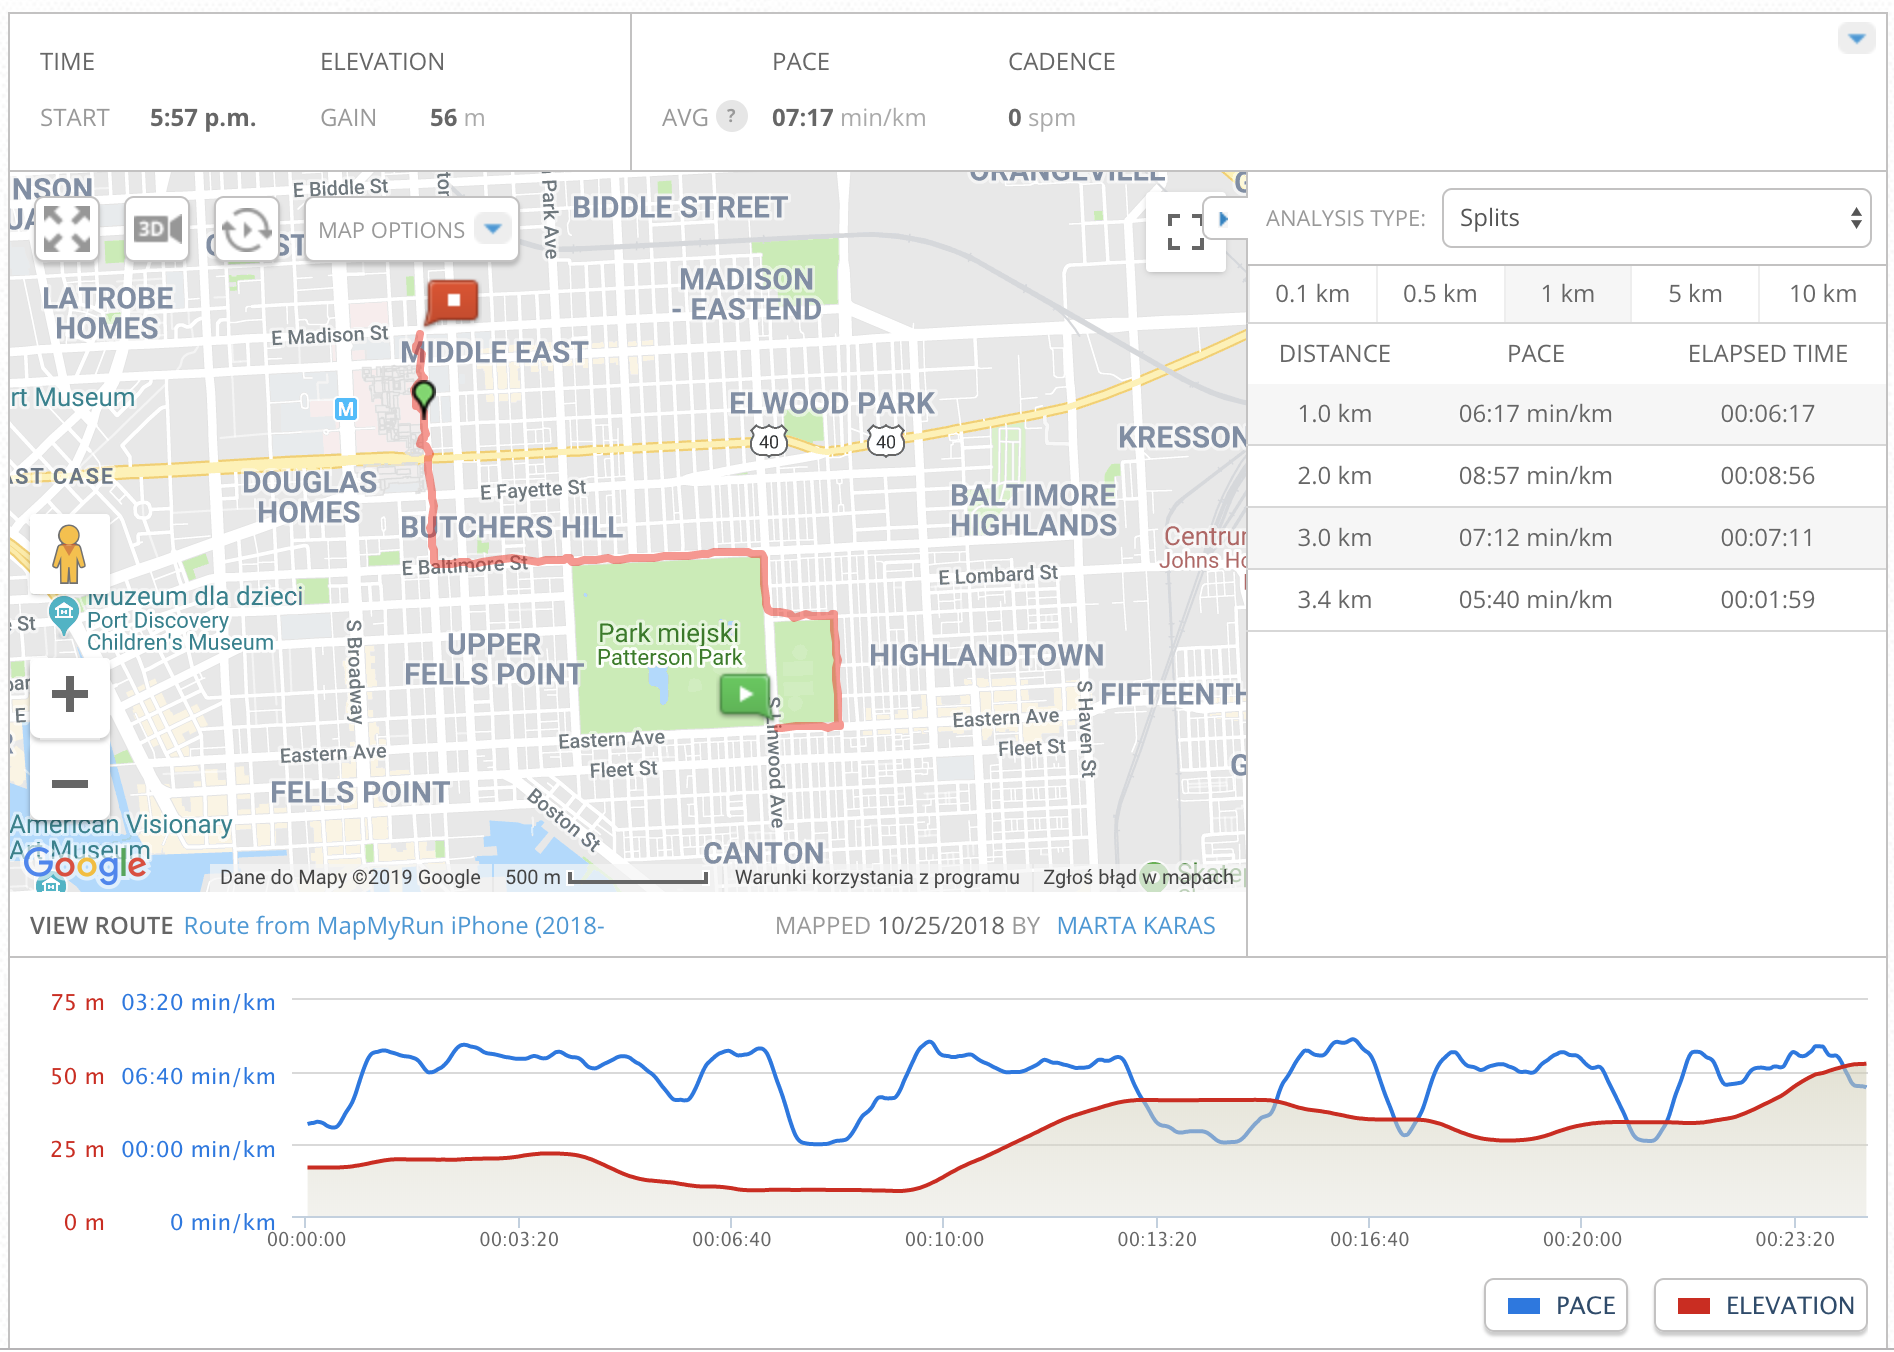 TIME ELEVATION PACE CADENCE
START 5:57 p.m. GAIN 56 m AVG ? 07:17 min/km 0 spm
E Biddle St
Park Ave
BIDDLE STREET
ORANGEVILLE
3D
MAP OPTIONS
MADISON
- EASTEND
LATROBE
HOMES
E Madison St
MIDDLE EAST
rt Museum
M
ELWOOD PARK
40
40
KRESSON
AST CASE
DOUGLAS
HOMES
E Fayette St
BUTCHERS HILL
BALTIMORE
HIGHLANDS
E Baltimore St
E Lombard St
Muzeum dla dzieci
Port Discovery
Children's Museum
S Broadway
UPPER
FELLS POINT
Park miejski
Patterson Park
HIGHLANDTOWN
S Linwood Ave
S Haven St
FIFTEENTH
Eastern Ave
Eastern Ave
Eastern Ave
Fleet St
Fleet St
FELLS POINT
Boston St
American Visionary
Art Museum
CANTON
Google
Dane do Mapy ©2019 Google 500 m Warunki korzystania z programu Zgłoś błąd w mapach
ANALYSIS TYPE: Splits
0.1 km 0.5 km 1 km 5 km 10 km
DISTANCE PACE ELAPSED TIME
1.0 km 06:17 min/km 00:06:17
2.0 km 08:57 min/km 00:08:56
3.0 km 07:12 min/km 00:07:11
3.4 km 05:40 min/km 00:01:59
VIEW ROUTE Route from MapMyRun iPhone (2018- MAPPED 10/25/2018 BY MARTA KARAS
75 m 03:20 min/km
50 m 06:40 min/km
25 m 00:00 min/km
0 m 0 min/km
00:00:00 00:03:20 00:06:40 00:10:00 00:13:20 00:16:40 00:20:00 00:23:20
PACE ELEVATION